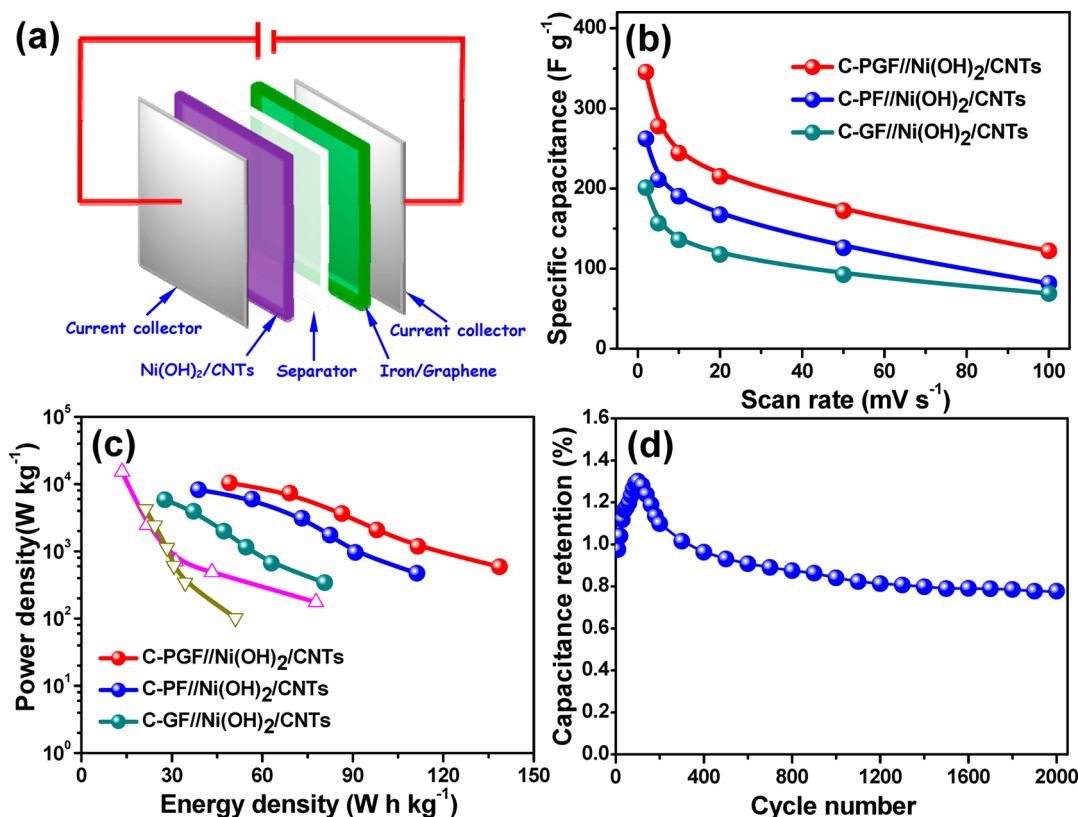 (a)
Current collector
Ni(OH)₂/CNTs
Separator
Iron/Graphene
Current collector
(b)
Specific capacitance (F g⁻¹)
400
300
200
100
0
C-PGF//Ni(OH)₂/CNTs
C-PF//Ni(OH)₂/CNTs
C-GF//Ni(OH)₂/CNTs
0 20 40 60 80 100
Scan rate (mV s⁻¹)
(c)
Power density(W kg⁻¹)
10⁵
10⁴
10³
10²
10¹
10⁰
C-PGF//Ni(OH)₂/CNTs
C-PF//Ni(OH)₂/CNTs
C-GF//Ni(OH)₂/CNTs
0 30 60 90 120 150
Energy density (W h kg⁻¹)
(d)
Capacitance retention (%)
1.6
1.4
1.2
1.0
0.8
0.6
0.4
0.2
0.0
0 400 800 1200 1600 2000
Cycle number